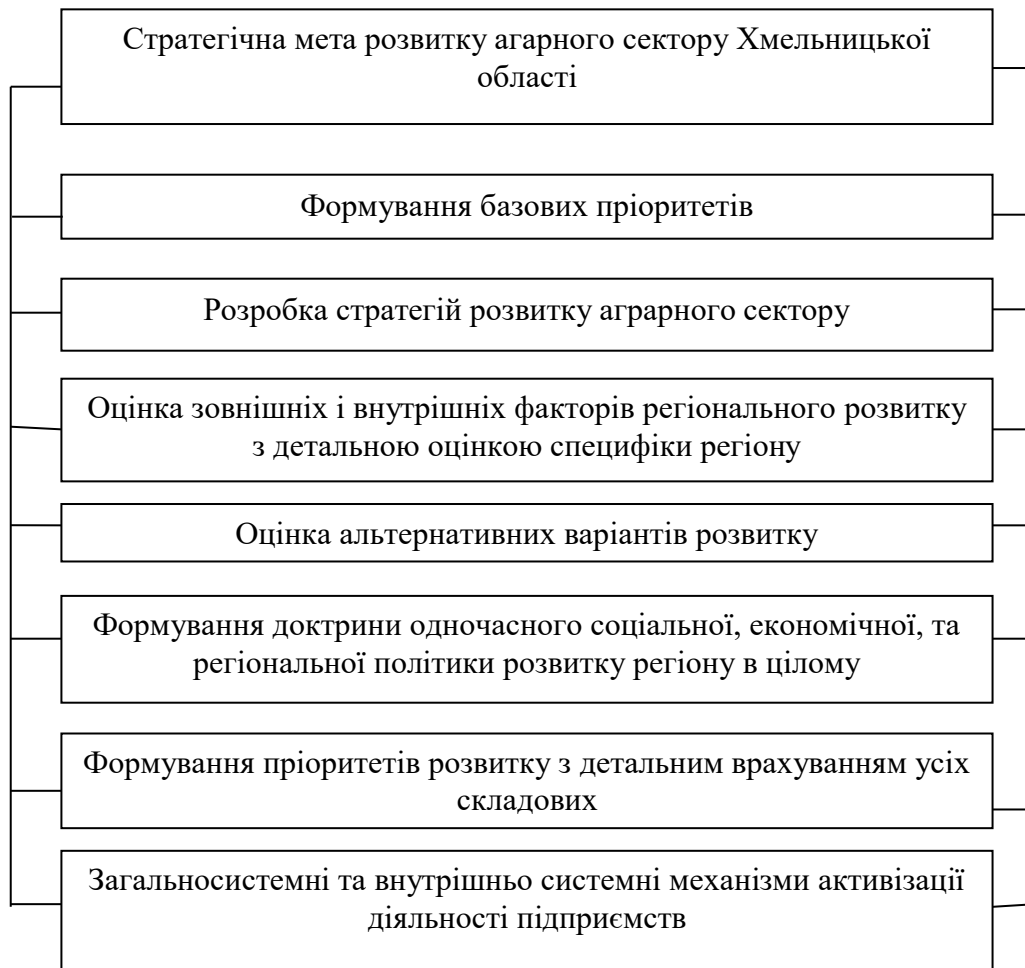 Стратегічна мета розвитку агарного сектору Хмельницької
області
Формування базових пріоритетів
Розробка стратегій розвитку аграрного сектору
Оцінка зовнішніх і внутрішніх факторів регіонального розвитку
з детальною оцінкою специфіки регіону
Оцінка альтернативних варіантів розвитку
Формування доктрини одночасного соціальної, економічної, та
регіональної політики розвитку регіону в цілому
Формування пріоритетів розвитку з детальним врахуванням усіх
складових
Загальносистемні та внутрішньо системні механізми активізації
діяльності підприємств